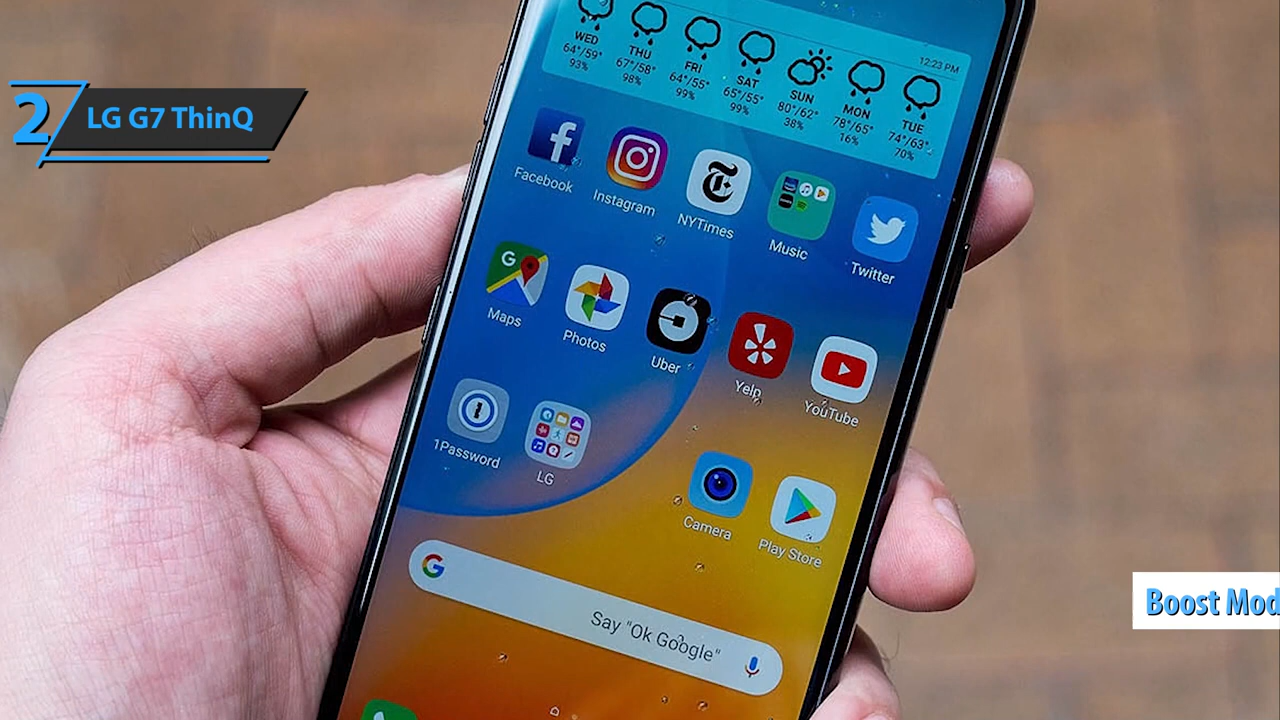 2
LG G7 ThinQ
12:23 PM
WED THU FRI SAT SUN MON TUE
64°/59° 67°/58° 64°/55° 65°/55° 80°/62° 78°/65° 74°/63°
93% 98% 99% 99% 38% 16% 70%
Facebook Instagram NYTimes Music Twitter
Maps Photos Uber Yelp YouTube
1Password LG Camera Play Store
G Say "Ok Google"
Boost Mod